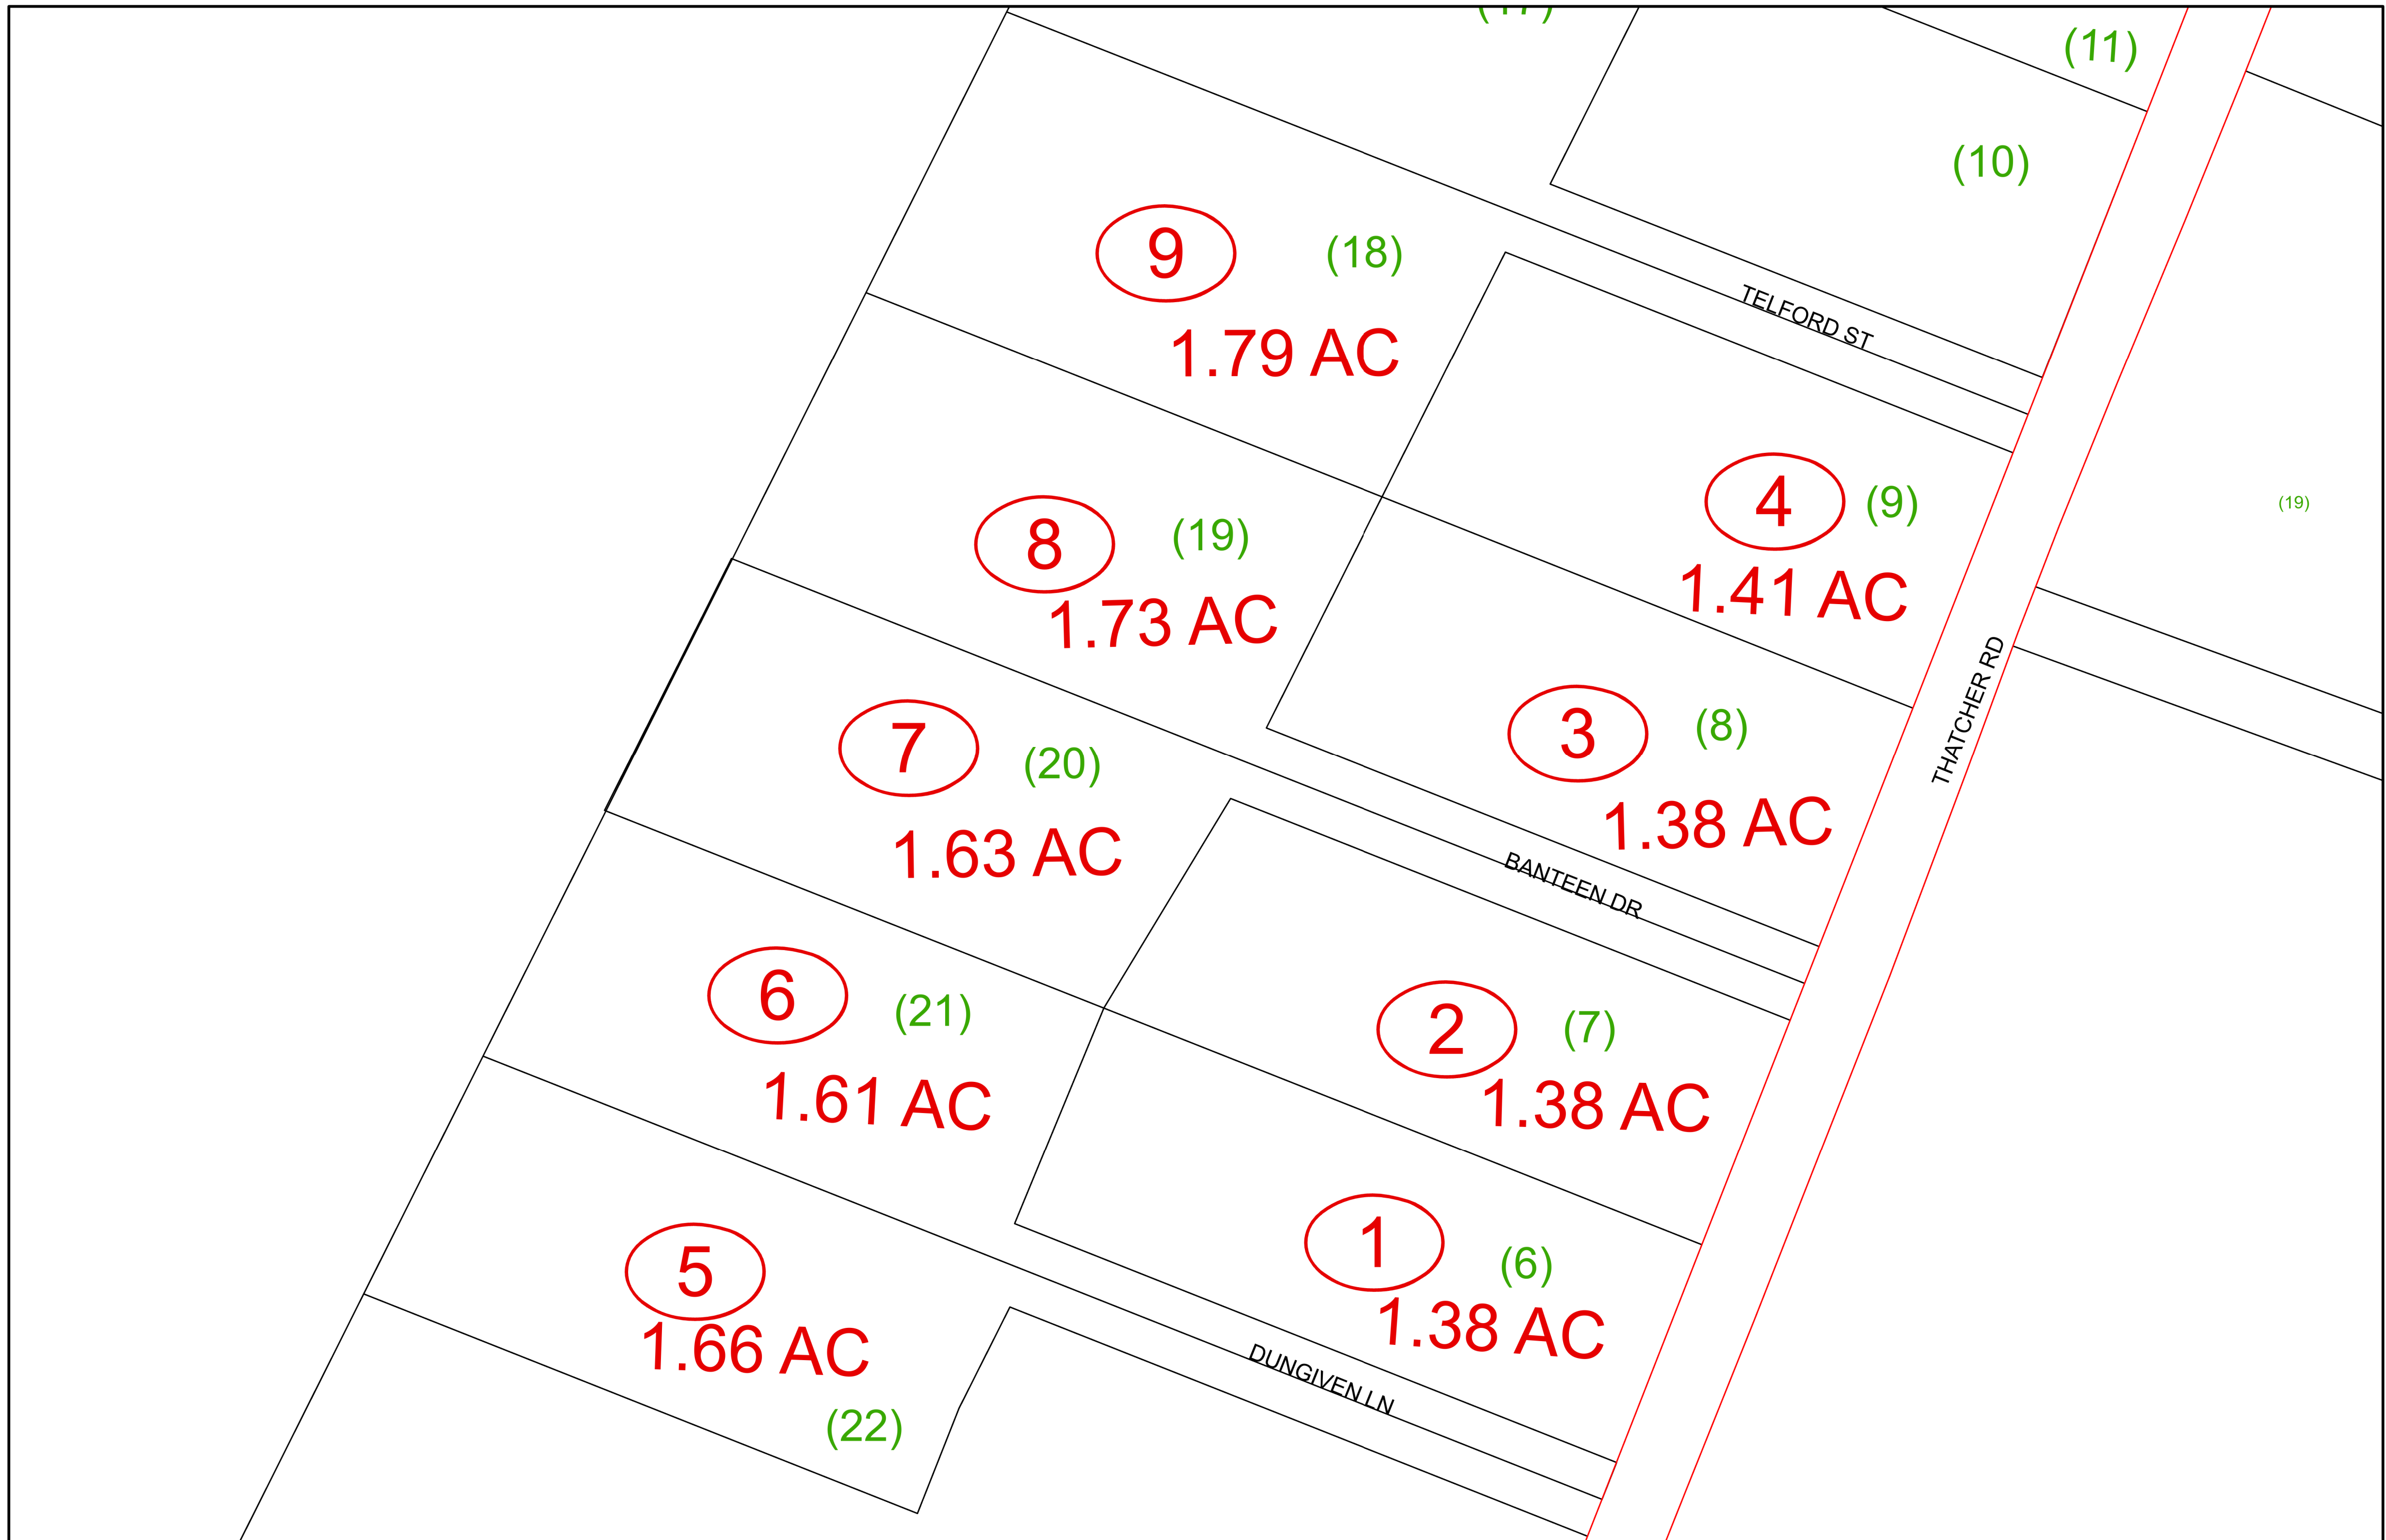 (11)
(10)
9
(18)
1.79 AC
TELFORD ST
4
(9)
(19)
1.41 AC
8
(19)
1.73 AC
THATCHER RD
3
(8)
1.38 AC
7
(20)
1.63 AC
BANTEEN DR
6
(21)
1.61 AC
2
(7)
1.38 AC
1
(6)
1.38 AC
5
1.66 AC
(22)
DUNGIVEN LN